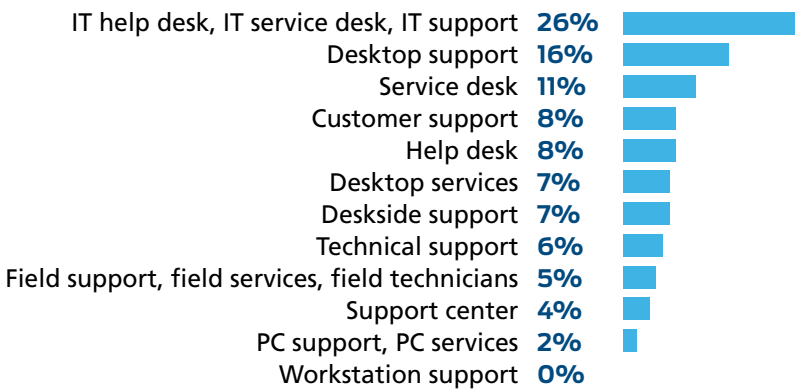 IT help desk, IT service desk, IT support 26%
Desktop support 16%
Service desk 11%
Customer support 8%
Help desk 8%
Desktop services 7%
Deskside support 7%
Technical support 6%
Field support, field services, field technicians 5%
Support center 4%
PC support, PC services 2%
Workstation support 0%